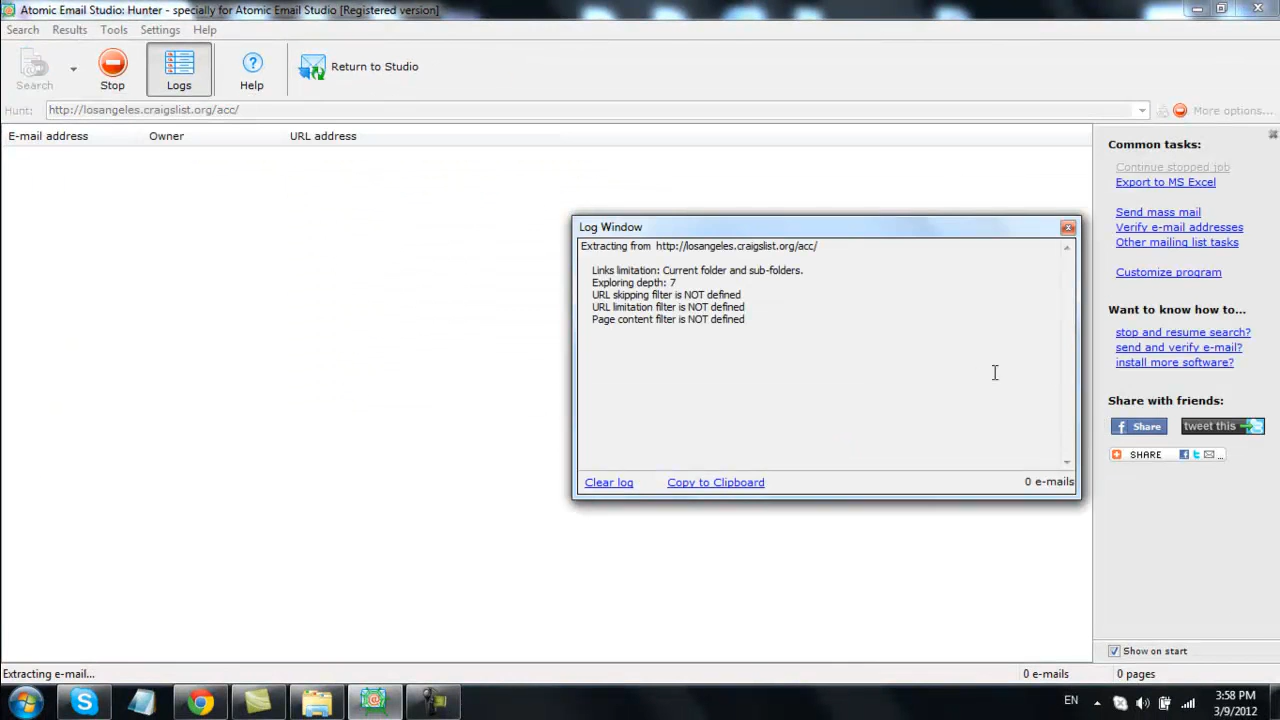 Atomic Email Studio: Hunter - specially for Atomic Email Studio [Registered version]
Search Results Tools Settings Help
Search Stop Logs Help Return to Studio
Hunt: http://losangeles.craigslist.org/acc/ More options...
E-mail address Owner URL address
Common tasks:
Continue stopped job
Export to MS Excel
Send mass mail
Verify e-mail addresses
Other mailing list tasks
Customize program
Want to know how to...
stop and resume search?
send and verify e-mail?
install more software?
Share with friends:
f Share tweet this
SHARE ...
Show on start
Log Window
Extracting from http://losangeles.craigslist.org/acc/
Links limitation: Current folder and sub-folders.
Exploring depth: 7
URL skipping filter is NOT defined
URL limitation filter is NOT defined
Page content filter is NOT defined
Clear log Copy to Clipboard 0 e-mails
Extracting e-mail... 0 e-mails 0 pages
EN 3:58 PM
3/9/2012